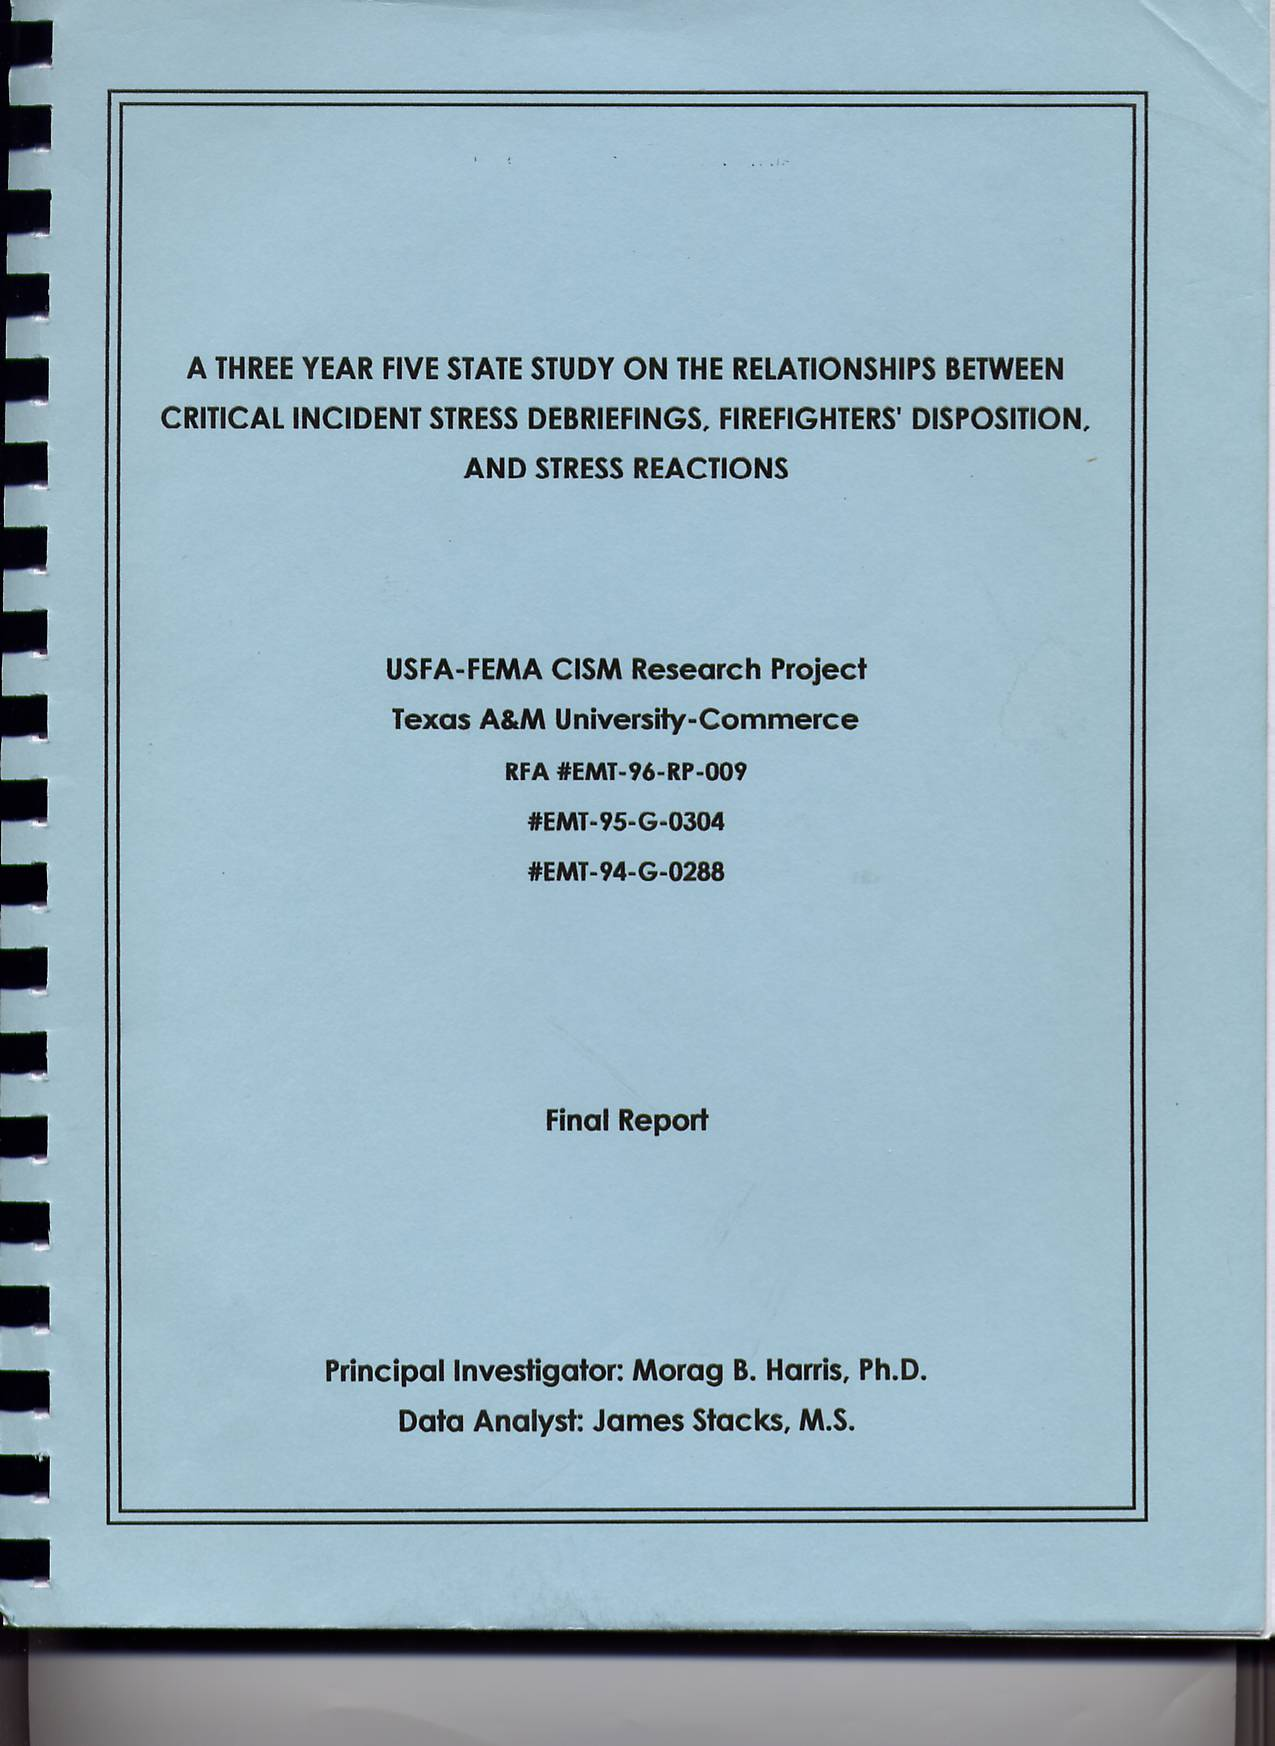 A THREE YEAR FIVE STATE STUDY ON THE RELATIONSHIPS BETWEEN
CRITICAL INCIDENT STRESS DEBRIEFINGS, FIREFIGHTERS' DISPOSITION,
AND STRESS REACTIONS
USFA-FEMA CISM Research Project
Texas A&M University-Commerce
RFA #EMT-96-RP-009
#EMT-95-G-0304
#EMT-94-G-0288
Final Report
Principal Investigator: Morag B. Harris, Ph.D.
Data Analyst: James Stacks, M.S.